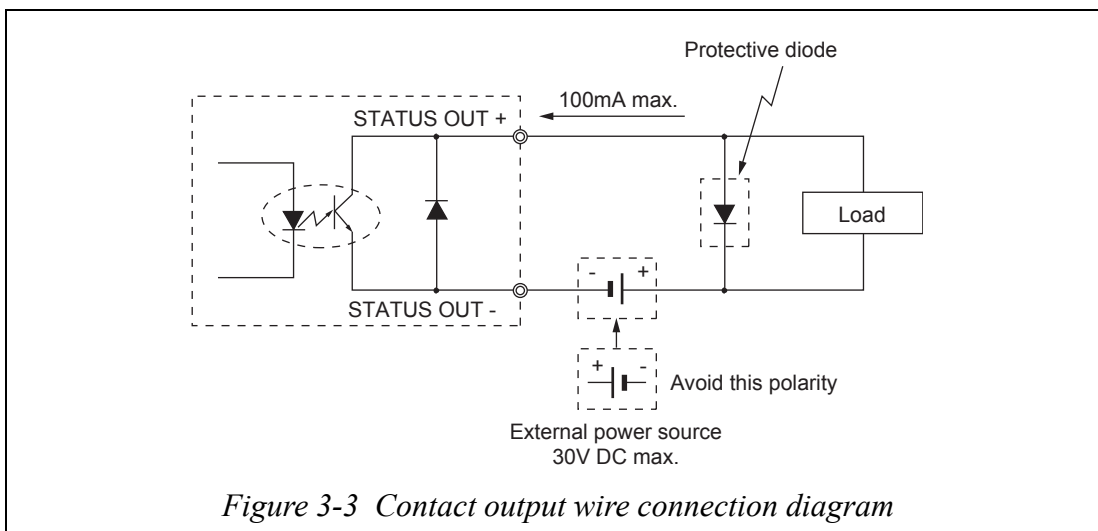 Protective diode
100mA max.
STATUS OUT +
Load
- +
STATUS OUT -
+ -
Avoid this polarity
External power source
30V DC max.
Figure 3-3 Contact output wire connection diagram